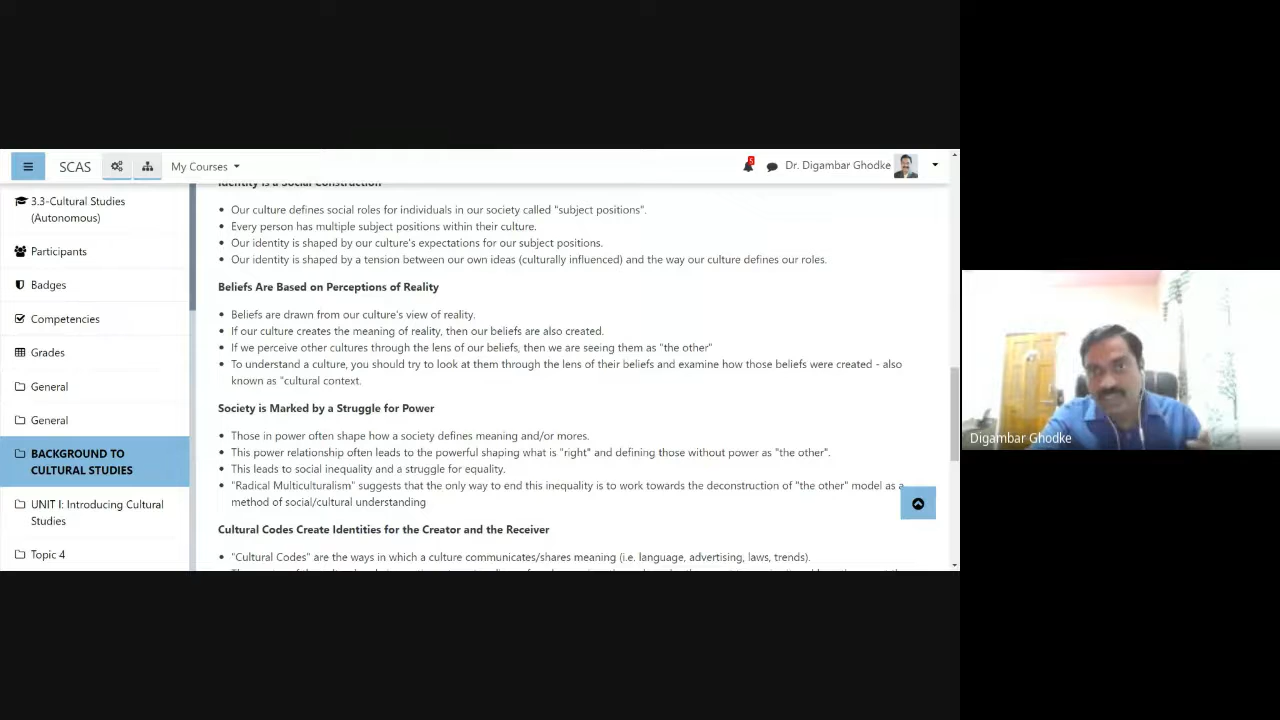 SCAS
My Courses
5
Dr. Digambar Ghodke
3.3-Cultural Studies
(Autonomous)
Participants
Badges
Competencies
Grades
General
General
BACKGROUND TO
CULTURAL STUDIES
UNIT I: Introducing Cultural
Studies
Topic 4
Identity is a Social Construction
• Our culture defines social roles for individuals in our society called "subject positions".
• Every person has multiple subject positions within their culture.
• Our identity is shaped by our culture's expectations for our subject positions.
• Our identity is shaped by a tension between our own ideas (culturally influenced) and the way our culture defines our roles.
Beliefs Are Based on Perceptions of Reality
• Beliefs are drawn from our culture's view of reality.
• If our culture creates the meaning of reality, then our beliefs are also created.
• If we perceive other cultures through the lens of our beliefs, then we are seeing them as "the other"
• To understand a culture, you should try to look at them through the lens of their beliefs and examine how those beliefs were created - also
known as "cultural context.
Society is Marked by a Struggle for Power
• Those in power often shape how a society defines meaning and/or mores.
• This power relationship often leads to the powerful shaping what is "right" and defining those without power as "the other".
• This leads to social inequality and a struggle for equality.
• "Radical Multiculturalism" suggests that the only way to end this inequality is to work towards the deconstruction of "the other" model as a
method of social/cultural understanding
Cultural Codes Create Identities for the Creator and the Receiver
• "Cultural Codes" are the ways in which a culture communicates/shares meaning (i.e. language, advertising, laws, trends).
Digambar Ghodke